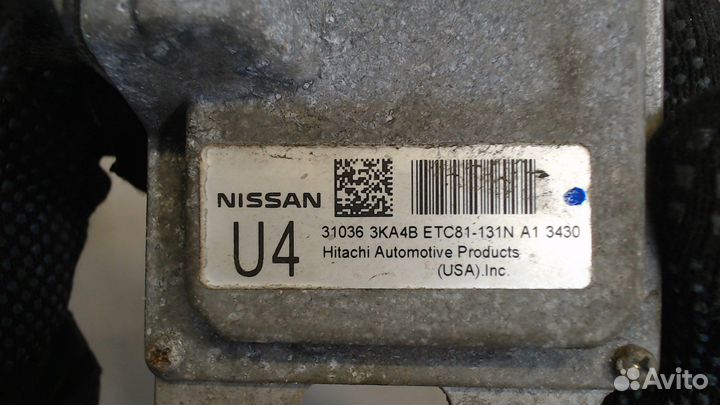 NISSAN
U4
31036 3KA4B ETC81-131N A1 3430
Hitachi Automotive Products
(USA).Inc.
Avito